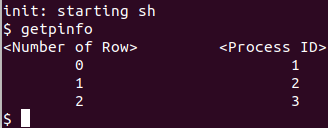 init: starting sh
$ getpinfo
<Number of Row> <Process ID>
0 1
1 2
2 3
$